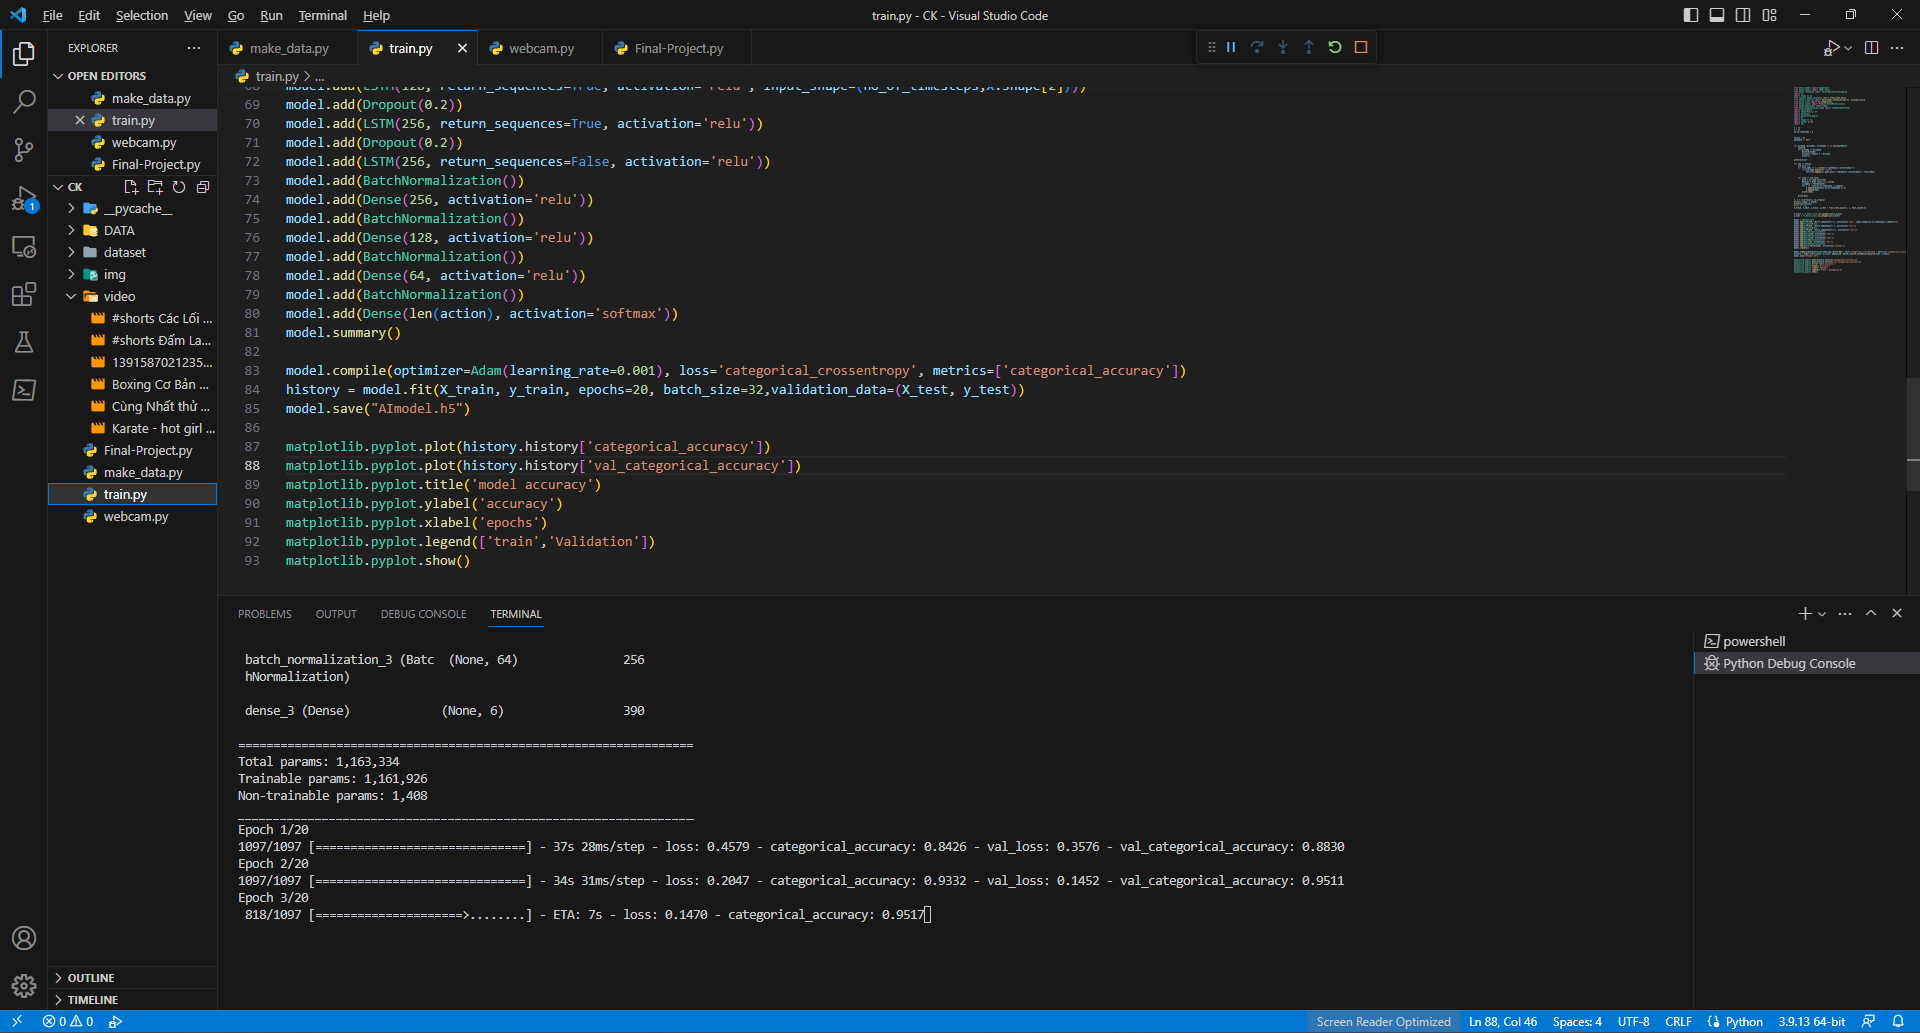 File Edit Selection View Go Run Terminal Help
train.py - CK - Visual Studio Code
EXPLORER
OPEN EDITORS
make_data.py
train.py
webcam.py
Final-Project.py
CK
__pycache__
DATA
dataset
img
video
#shorts Các Lối ...
#shorts Đấm La...
1391587021235...
Boxing Cơ Bản ...
Cùng Nhất thử ...
Karate - hot girl ...
Final-Project.py
make_data.py
train.py
webcam.py
OUTLINE
TIMELINE
1
make_data.py train.py webcam.py Final-Project.py
train.py > ...
68 model.add(LSTM(128, return_sequences=True, activation='relu', input_shape=(no_of_timesteps,X.shape[2])))
69 model.add(Dropout(0.2))
70 model.add(LSTM(256, return_sequences=True, activation='relu'))
71 model.add(Dropout(0.2))
72 model.add(LSTM(256, return_sequences=False, activation='relu'))
73 model.add(BatchNormalization())
74 model.add(Dense(256, activation='relu'))
75 model.add(BatchNormalization())
76 model.add(Dense(128, activation='relu'))
77 model.add(BatchNormalization())
78 model.add(Dense(64, activation='relu'))
79 model.add(BatchNormalization())
80 model.add(Dense(len(action), activation='softmax'))
81 model.summary()
82
83 model.compile(optimizer=Adam(learning_rate=0.001), loss='categorical_crossentropy', metrics=['categorical_accuracy'])
84 history = model.fit(X_train, y_train, epochs=20, batch_size=32,validation_data=(X_test, y_test))
85 model.save("AImodel.h5")
86
87 matplotlib.pyplot.plot(history.history['categorical_accuracy'])
88 matplotlib.pyplot.plot(history.history['val_categorical_accuracy'])
89 matplotlib.pyplot.title('model accuracy')
90 matplotlib.pyplot.ylabel('accuracy')
91 matplotlib.pyplot.xlabel('epochs')
92 matplotlib.pyplot.legend(['train','Validation'])
93 matplotlib.pyplot.show()
PROBLEMS OUTPUT DEBUG CONSOLE TERMINAL
powershell
Python Debug Console
batch_normalization_3 (Batc (None, 64) 256
hNormalization)
dense_3 (Dense) (None, 6) 390
=================================================================
Total params: 1,163,334
Trainable params: 1,161,926
Non-trainable params: 1,408
_________________________________________________________________
Epoch 1/20
1097/1097 [==============================] - 37s 28ms/step - loss: 0.4579 - categorical_accuracy: 0.8426 - val_loss: 0.3576 - val_categorical_accuracy: 0.8830
Epoch 2/20
1097/1097 [==============================] - 34s 31ms/step - loss: 0.2047 - categorical_accuracy: 0.9332 - val_loss: 0.1452 - val_categorical_accuracy: 0.9511
Epoch 3/20
818/1097 [=====================>........] - ETA: 7s - loss: 0.1470 - categorical_accuracy: 0.9517
0 0
Screen Reader Optimized Ln 88, Col 46 Spaces: 4 UTF-8 CRLF Python 3.9.13 64-bit